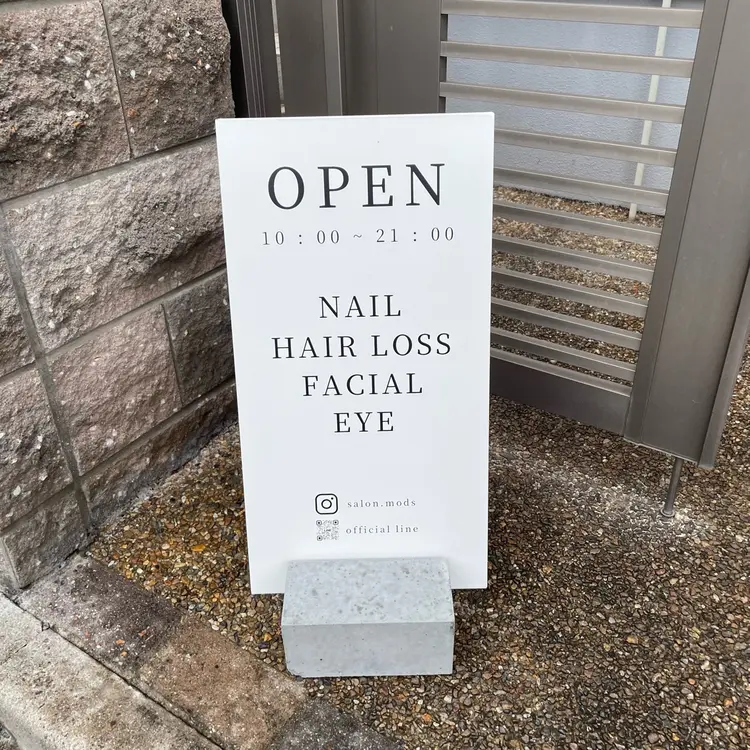 OPEN
10 : 00 ~ 21 : 00
NAIL
HAIR LOSS
FACIAL
EYE
salon.mods
official line